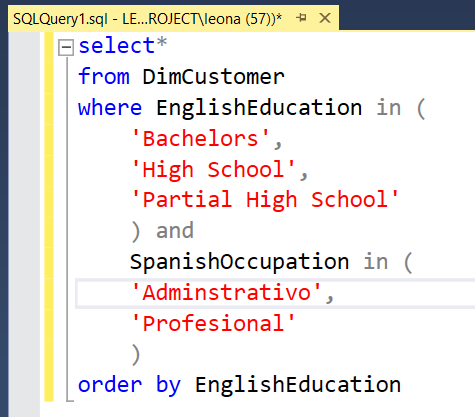 SQLQuery1.sql - LE...ROJECT\leona (57))*
select*
from DimCustomer
where EnglishEducation in (
'Bachelors',
'High School',
'Partial High School'
) and
SpanishOccupation in (
'Adminstrativo',
'Profesional'
)
order by EnglishEducation